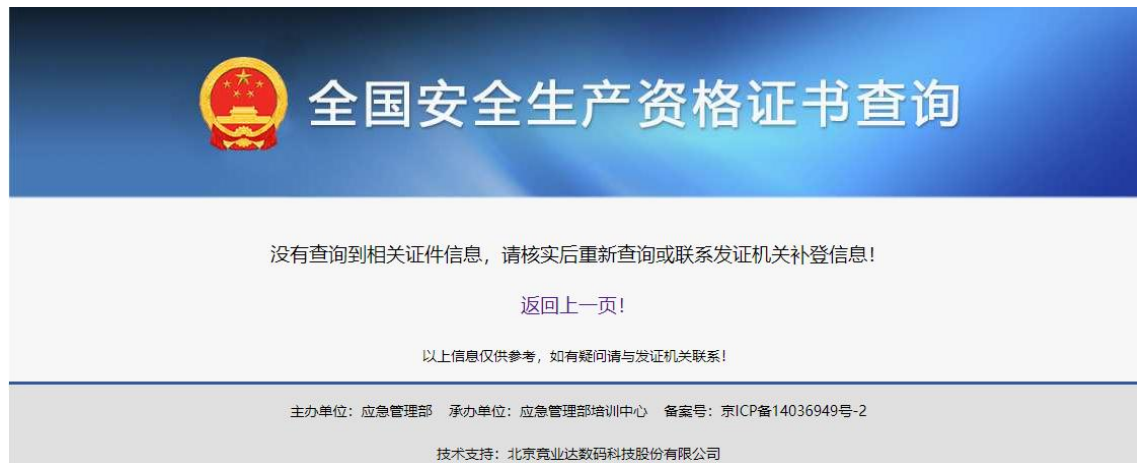 全国安全生产资格证书查询
没有查询到相关证件信息，请核实后重新查询或联系发证机关补登信息！
返回上一页！
以上信息仅供参考，如有疑问请与发证机关联系！
主办单位：应急管理部 承办单位：应急管理部培训中心 备案号：京ICP备14036949号-2
技术支持：北京竞业达数码科技股份有限公司